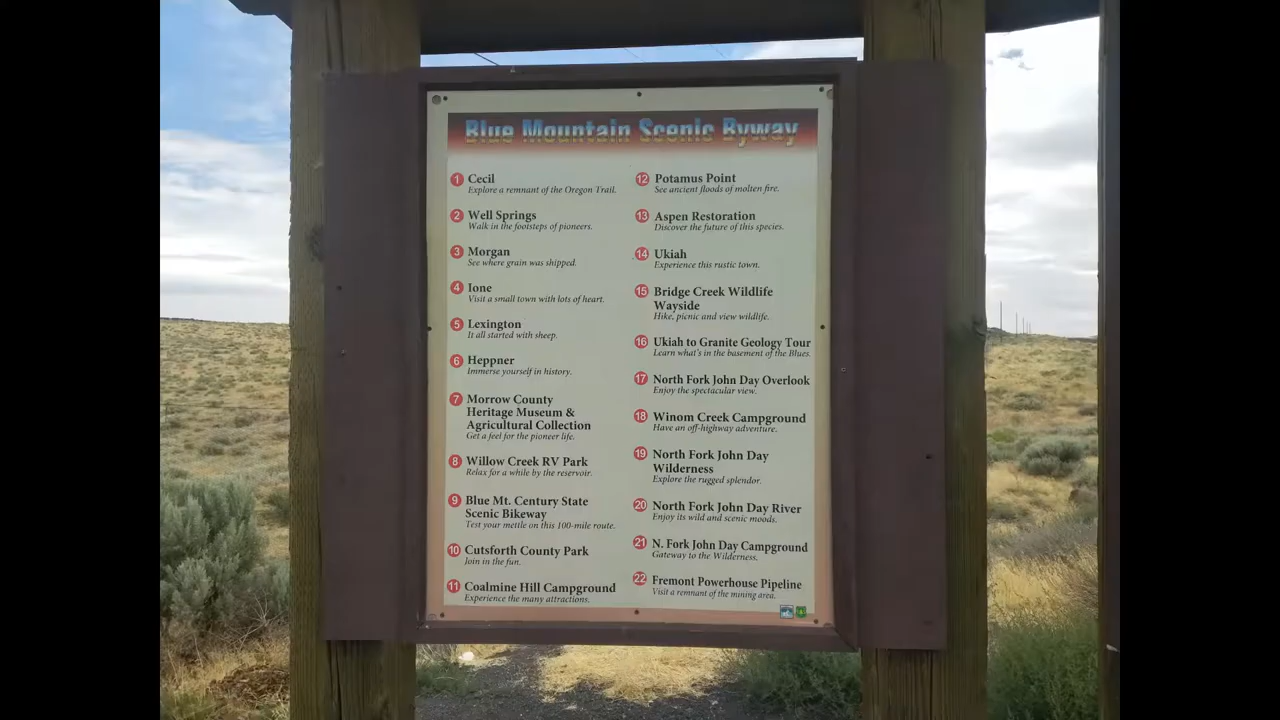 Blue Mountain Scenic Byway
1 Cecil
Explore a remnant of the Oregon Trail.
2 Well Springs
Walk in the footsteps of pioneers.
3 Morgan
See where grain was shipped.
4 Ione
Visit a small town with lots of heart.
5 Lexington
It all started with sheep.
6 Heppner
Immerse yourself in history.
7 Morrow County
Heritage Museum &
Agricultural Collection
Get a feel for the pioneer life.
8 Willow Creek RV Park
Relax for a while by the reservoir.
9 Blue Mt. Century State
Scenic Bikeway
Test your mettle on this 100-mile route.
10 Cutsforth County Park
Join in the fun.
11 Coalmine Hill Campground
Experience the many attractions.
12 Potamus Point
See ancient floods of molten fire.
13 Aspen Restoration
Discover the future of this species.
14 Ukiah
Experience this rustic town.
15 Bridge Creek Wildlife
Wayside
Hike, picnic and view wildlife.
16 Ukiah to Granite Geology Tour
Learn what's in the basement of the Blues.
17 North Fork John Day Overlook
Enjoy the spectacular view.
18 Winom Creek Campground
Have an off-highway adventure.
19 North Fork John Day
Wilderness
Explore the rugged splendor.
20 North Fork John Day River
Enjoy its wild and scenic moods.
21 N. Fork John Day Campground
Gateway to the Wilderness.
22 Fremont Powerhouse Pipeline
Visit a remnant of the mining area.